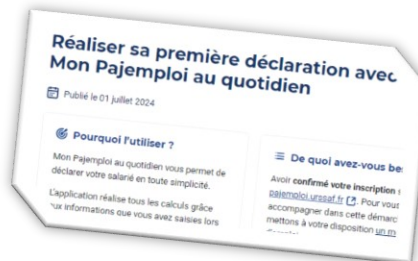 Réaliser sa première déclaration avec
Mon Pajemploi au quotidien
Publié le 01 juillet 2024
Pourquoi l'utiliser ?
Mon Pajemploi au quotidien vous permet de
déclarer votre salarié en toute simplicité.
L'application réalise tous les calculs grâce
informations que vous avez saisies lors
De quoi avez-vous
Avoir confirmé votre inscription
pajemploi.urssaf.fr Pour
accompagner dans cette
mettons à votre disposition un